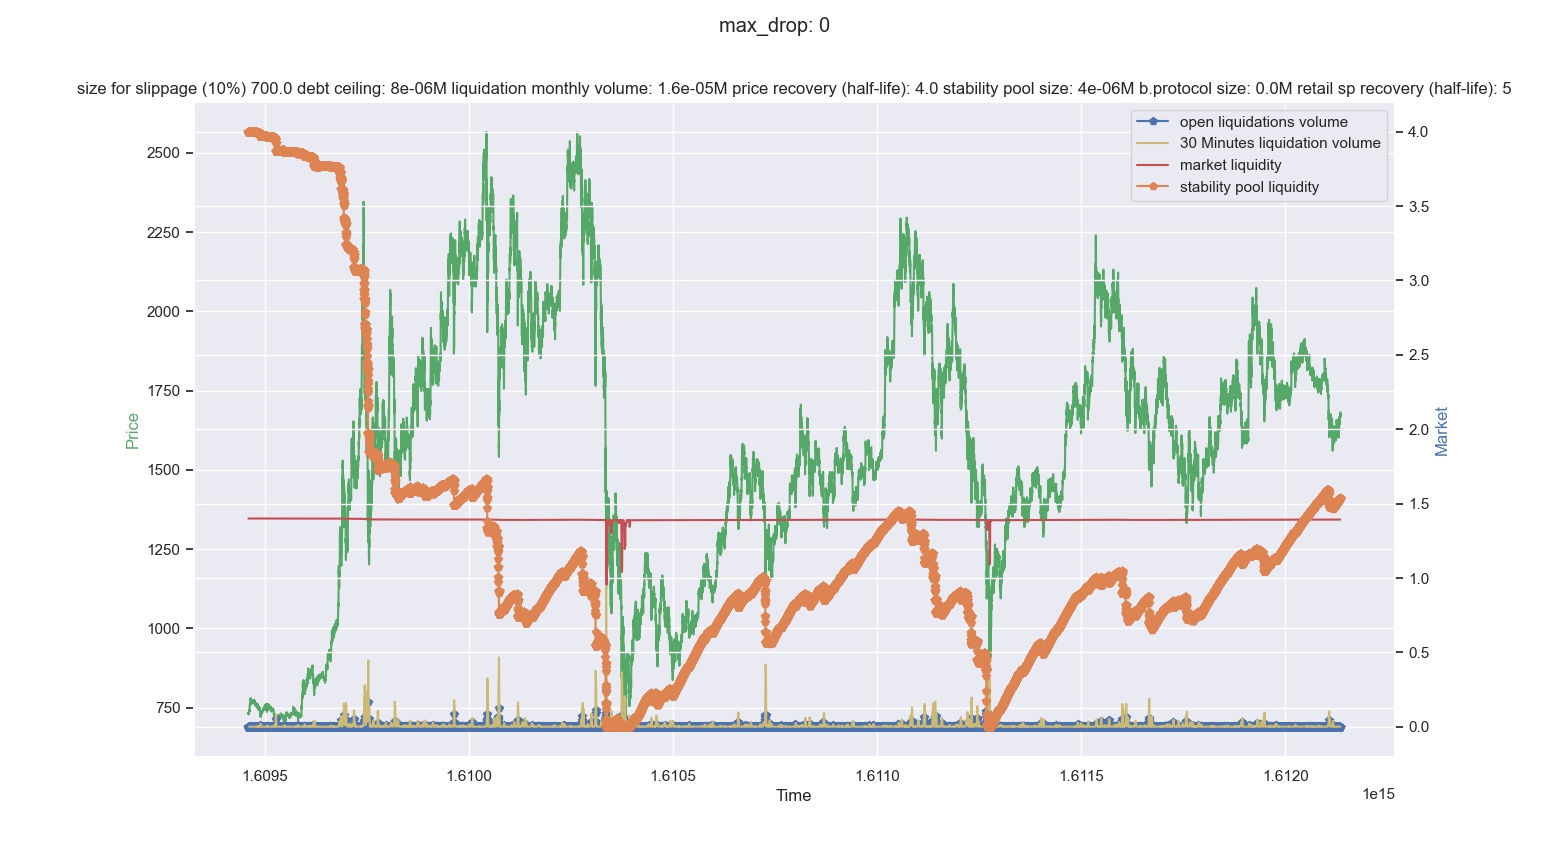 max_drop: 0
size for slippage (10%) 700.0 debt ceiling: 8e-06M liquidation monthly volume: 1.6e-05M price recovery (half-life): 4.0 stability pool size: 4e-06M b.protocol size: 0.0M retail sp recovery (half-life): 5
open liquidations volume
30 Minutes liquidation volume
market liquidity
stability pool liquidity
2500
2250
2000
1750
1500
1250
1000
750
Price
4.0
3.5
3.0
2.5
2.0
1.5
1.0
0.5
0.0
Market
1.6095 1.6100 1.6105 1.6110 1.6115 1.6120
Time
1e15